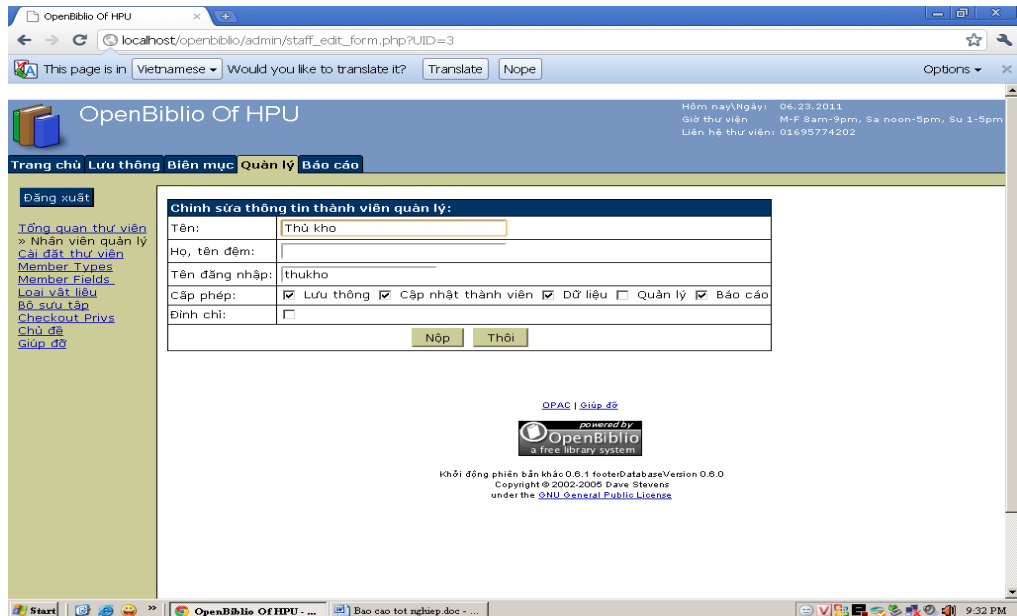 OpenBiblio Of HPU
localhost/openbiblio/admin/staff_edit_form.php?UID=3
This page is in Vietnamese Would you like to translate it? Translate Nope Options
OpenBiblio Of HPU
Hôm nay\Ngày: 06.23.2011
Giờ thư viện M-F 8am-9pm, Sa noon-5pm, Su 1-5pm
Liên hệ thư viện: 01695774202
Trang chủ Lưu thông Biên mục Quản lý Báo cáo
Đăng xuất
Tổng quan thư viện
» Nhân viên quản lý
Cài đặt thư viện
Member Types
Member Fields
Loại vật liệu
Bộ sưu tập
Checkout Privs
Chủ đề
Giúp đỡ
Chỉnh sửa thông tin thành viên quản lý:
Tên: Thủ kho
Họ, tên đệm:
Tên đăng nhập: thukho
Cấp phép: Lưu thông Cập nhật thành viên Dữ liệu Quản lý Báo cáo
Đình chỉ:
Nộp Thôi
OPAC | Giúp đỡ
powered by
OpenBiblio
a free library system
Khởi động phiên bản khác 0.6.1 footerDatabaseVersion 0.6.0
Copyright © 2002-2005 Dave Stevens
under the GNU General Public License
Start » OpenBiblio Of HPU - ... Bao cao tot nghiep.doc - ... 9:32 PM